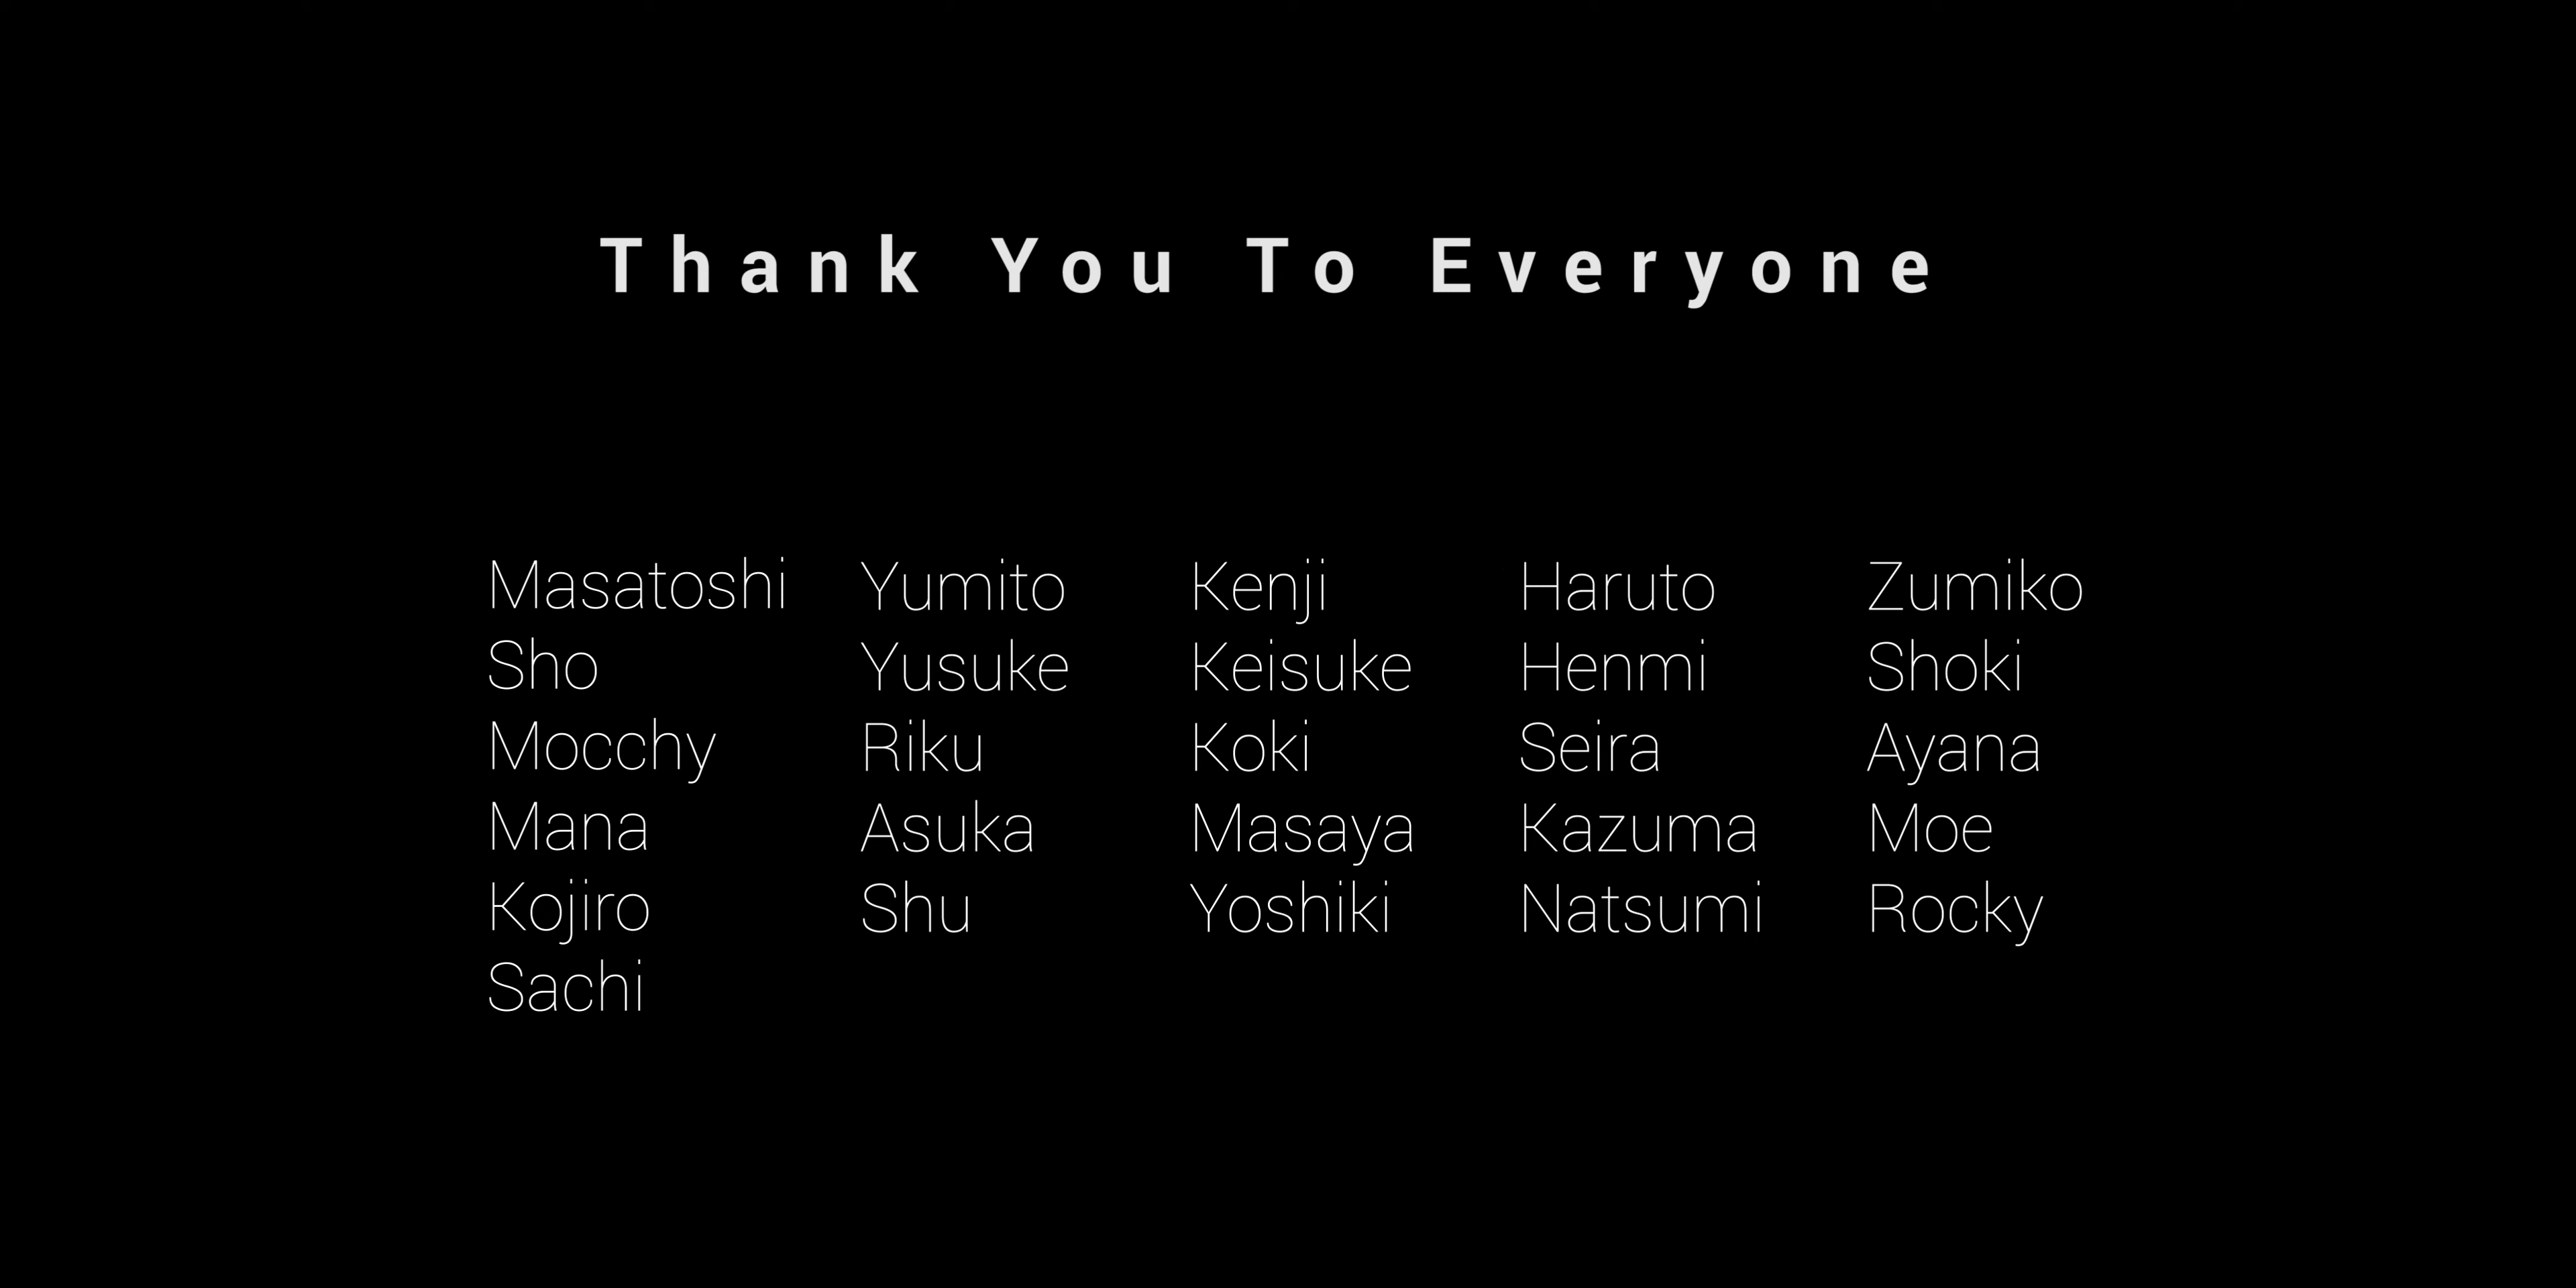 Thank You To Everyone
Masatoshi
Sho
Mocchy
Mana
Kojiro
Sachi
Yumito
Yusuke
Riku
Asuka
Shu
Kenji
Keisuke
Koki
Masaya
Yoshiki
Haruto
Henmi
Seira
Kazuma
Natsumi
Zumiko
Shoki
Ayana
Moe
Rocky